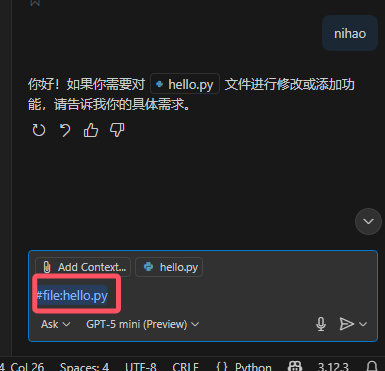 nihao
你好！如果你需要对 hello.py 文件进行修改或添加功
能，请告诉我你的具体需求。
Add Context... hello.py
#file:hello.py
Ask GPT-5 mini (Preview)
4 Col 26 Spaces: 4 UTF-8 CRLF {} Python 3.12.3